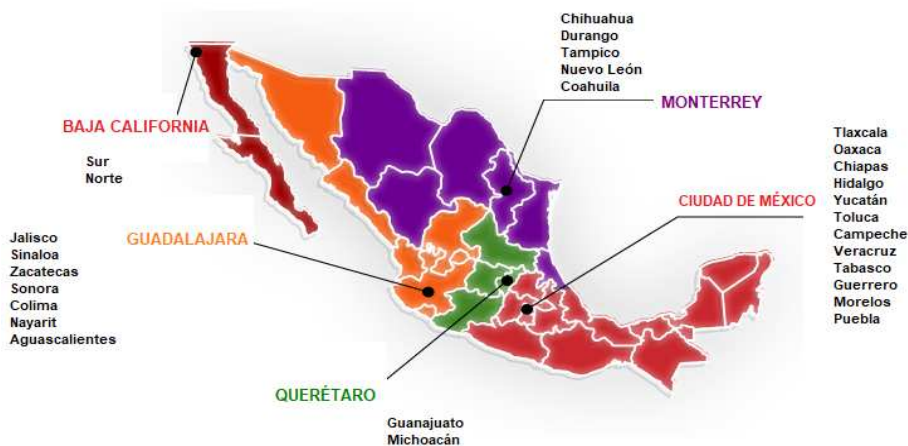 Chihuahua
Durango
Tampico
Nuevo León
Coahuila
MONTERREY
BAJA CALIFORNIA
Sur
Norte
Tlaxcala
Oaxaca
Chiapas
Hidalgo
Yucatán
Toluca
Campeche
Veracruz
Tabasco
Guerrero
Morelos
Puebla
CIUDAD DE MÉXICO
GUADALAJARA
Jalisco
Sinaloa
Zacatecas
Sonora
Colima
Nayarit
Aguascalientes
QUERÉTARO
Guanajuato
Michoacán